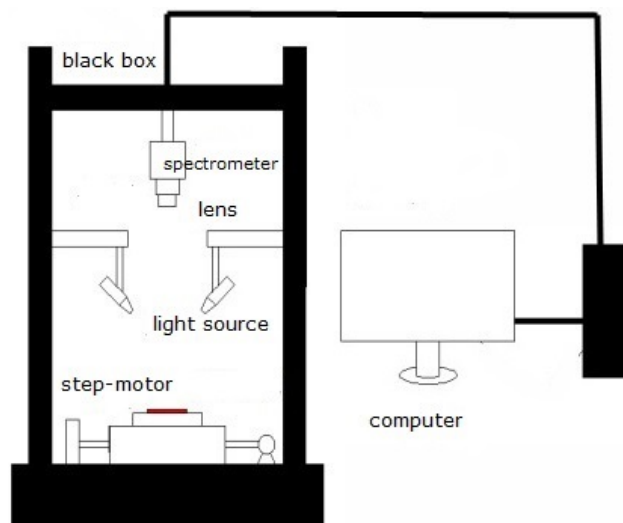 black box
spectrometer
lens
light source
step-motor
computer